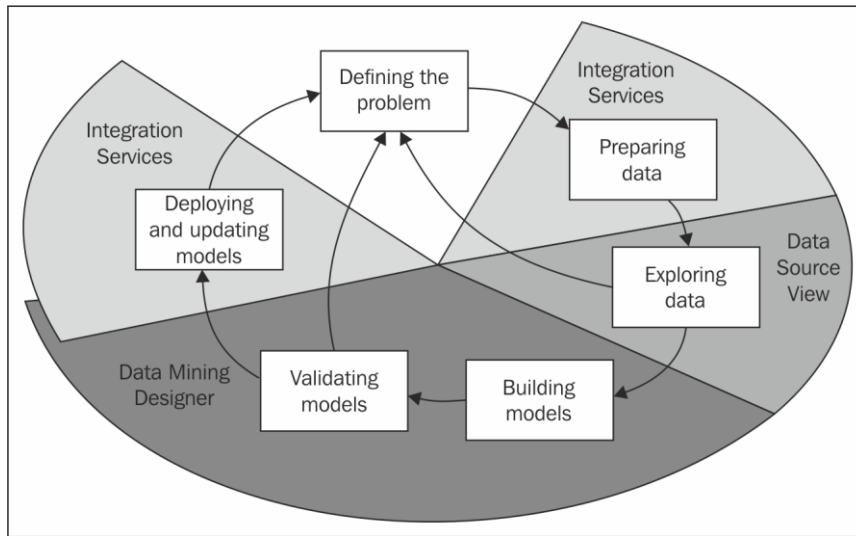 Defining the
problem
Integration
Services
Preparing
data
Data
Source
View
Exploring
data
Building
models
Validating
models
Data Mining
Designer
Deploying
and updating
models
Integration
Services